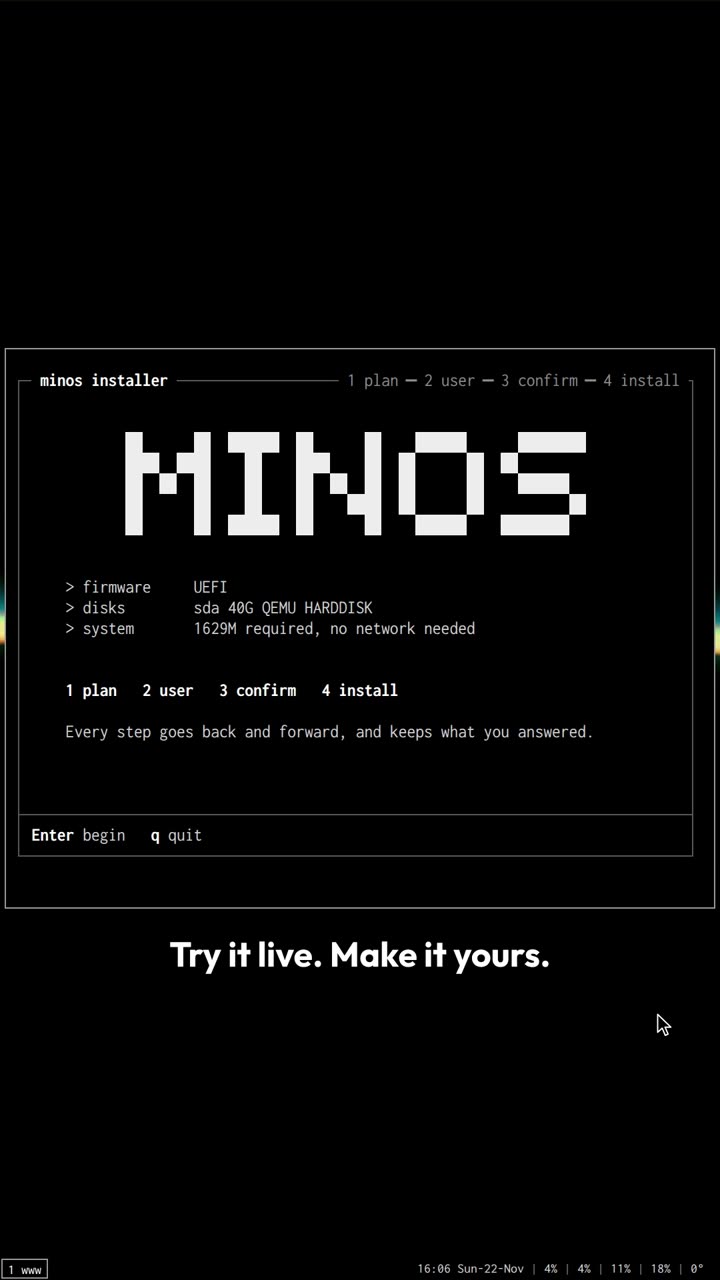 minos installer 1 plan — 2 user — 3 confirm — 4 install
MINOS
> firmware UEFI
> disks sda 40G QEMU HARDDISK
> system 1629M required, no network needed
1 plan 2 user 3 confirm 4 install
Every step goes back and forward, and keeps what you answered.
Enter begin q quit
Try it live. Make it yours.
1 www 16:06 Sun-22-Nov | 4% | 4% | 11% | 18% | 0°